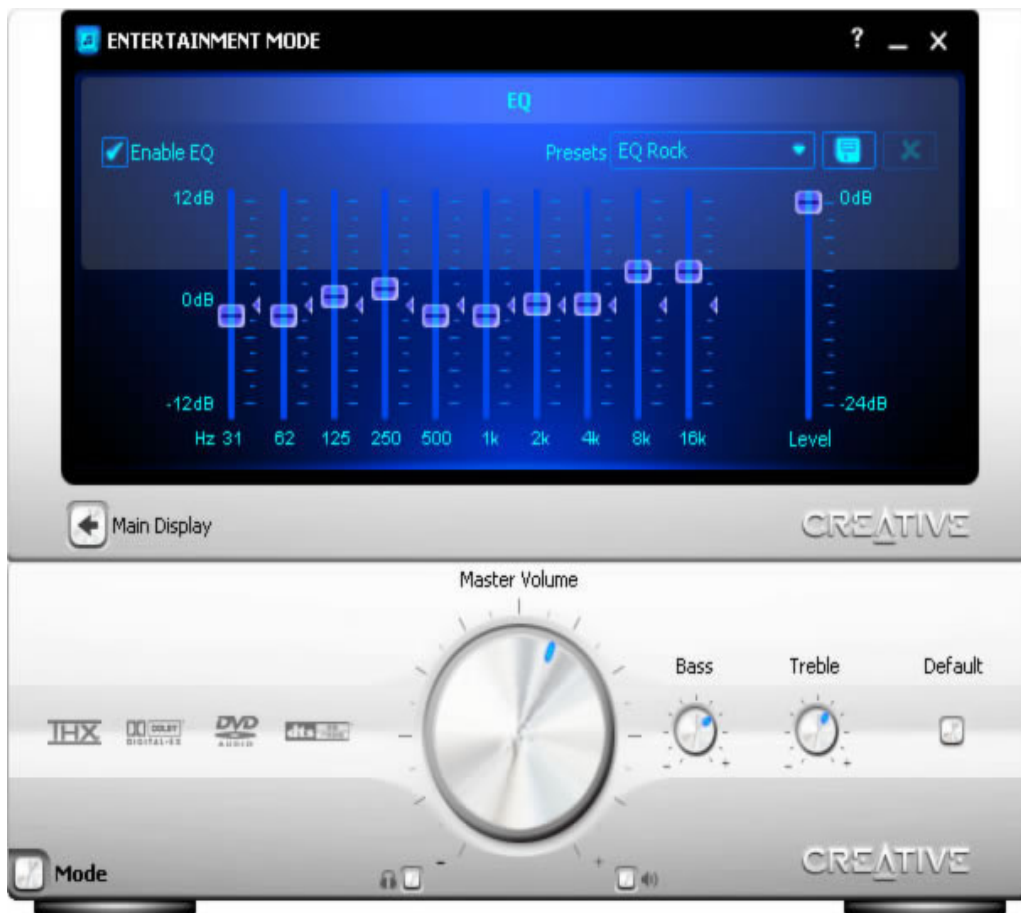 ENTERTAINMENT MODE ?
EQ
Enable EQ Presets EQ Rock
12dB 0dB
0dB
-12dB -24dB
Hz 31 62 125 250 500 1k 2k 4k 8k 16k Level
Main Display CREATIVE
Master Volume
Bass Treble Default
THX DOLBY DIGITAL-EX DVD AUDIO dts
- + - +
- +
Mode CREATIVE